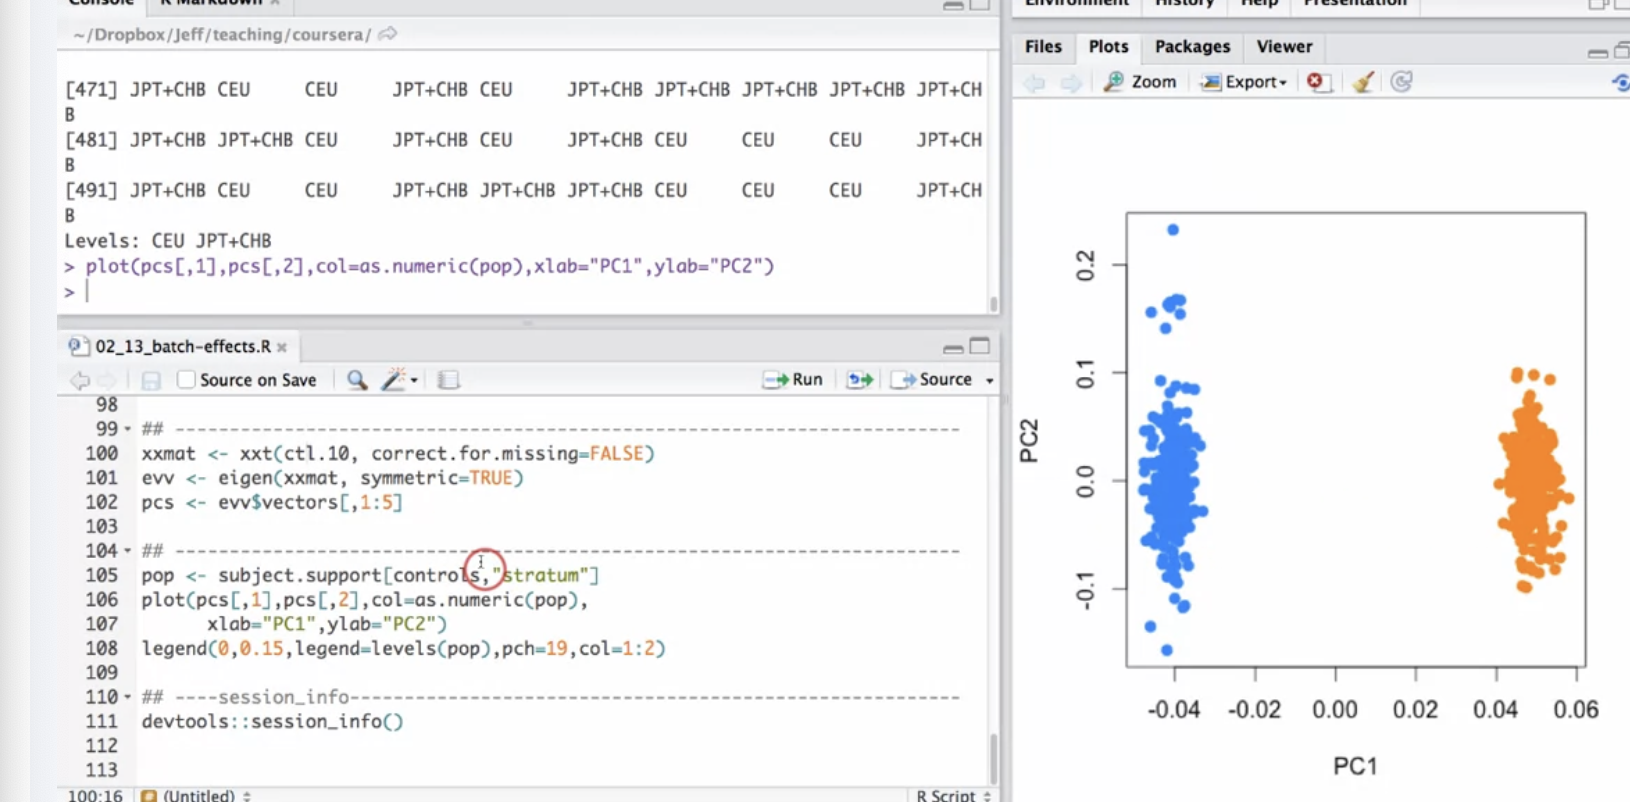 Console R Markdown
~/Dropbox/Jeff/teaching/coursera/
[471] JPT+CHB CEU CEU JPT+CHB CEU JPT+CHB JPT+CHB JPT+CHB JPT+CHB JPT+CH
B
[481] JPT+CHB JPT+CHB CEU JPT+CHB CEU JPT+CHB CEU CEU CEU JPT+CH
B
[491] JPT+CHB CEU CEU JPT+CHB JPT+CHB JPT+CHB CEU CEU CEU JPT+CH
B
Levels: CEU JPT+CHB
> plot(pcs[,1],pcs[,2],col=as.numeric(pop),xlab="PC1",ylab="PC2")
>
02_13_batch-effects.R
Source on Save Run Source
98
99 ## ------------------------------------------------------------------------
100 xxmat <- xxt(ctl.10, correct.for.missing=FALSE)
101 evv <- eigen(xxmat, symmetric=TRUE)
102 pcs <- evv$vectors[,1:5]
103
104 ## ------------------------------------------------------------------------
105 pop <- subject.support[controls,"stratum"]
106 plot(pcs[,1],pcs[,2],col=as.numeric(pop),
107 xlab="PC1",ylab="PC2")
108 legend(0,0.15,legend=levels(pop),pch=19,col=1:2)
109
110 ## ----session_info--------------------------------------------------------
111 devtools::session_info()
112
113
100:16 (Untitled) R Script
Environment History Help Presentation
Files Plots Packages Viewer
Zoom Export
0.2
0.1
0.0
-0.1
PC2
-0.04 -0.02 0.00 0.02 0.04 0.06
PC1